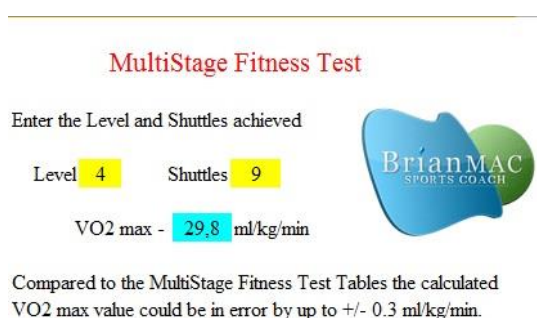 MultiStage Fitness Test
Enter the Level and Shuttles achieved
Level 4 Shuttles 9
BrianMAC
SPORTS COACH
VO2 max - 29,8 ml/kg/min
Compared to the MultiStage Fitness Test Tables the calculated
VO2 max value could be in error by up to +/- 0.3 ml/kg/min.